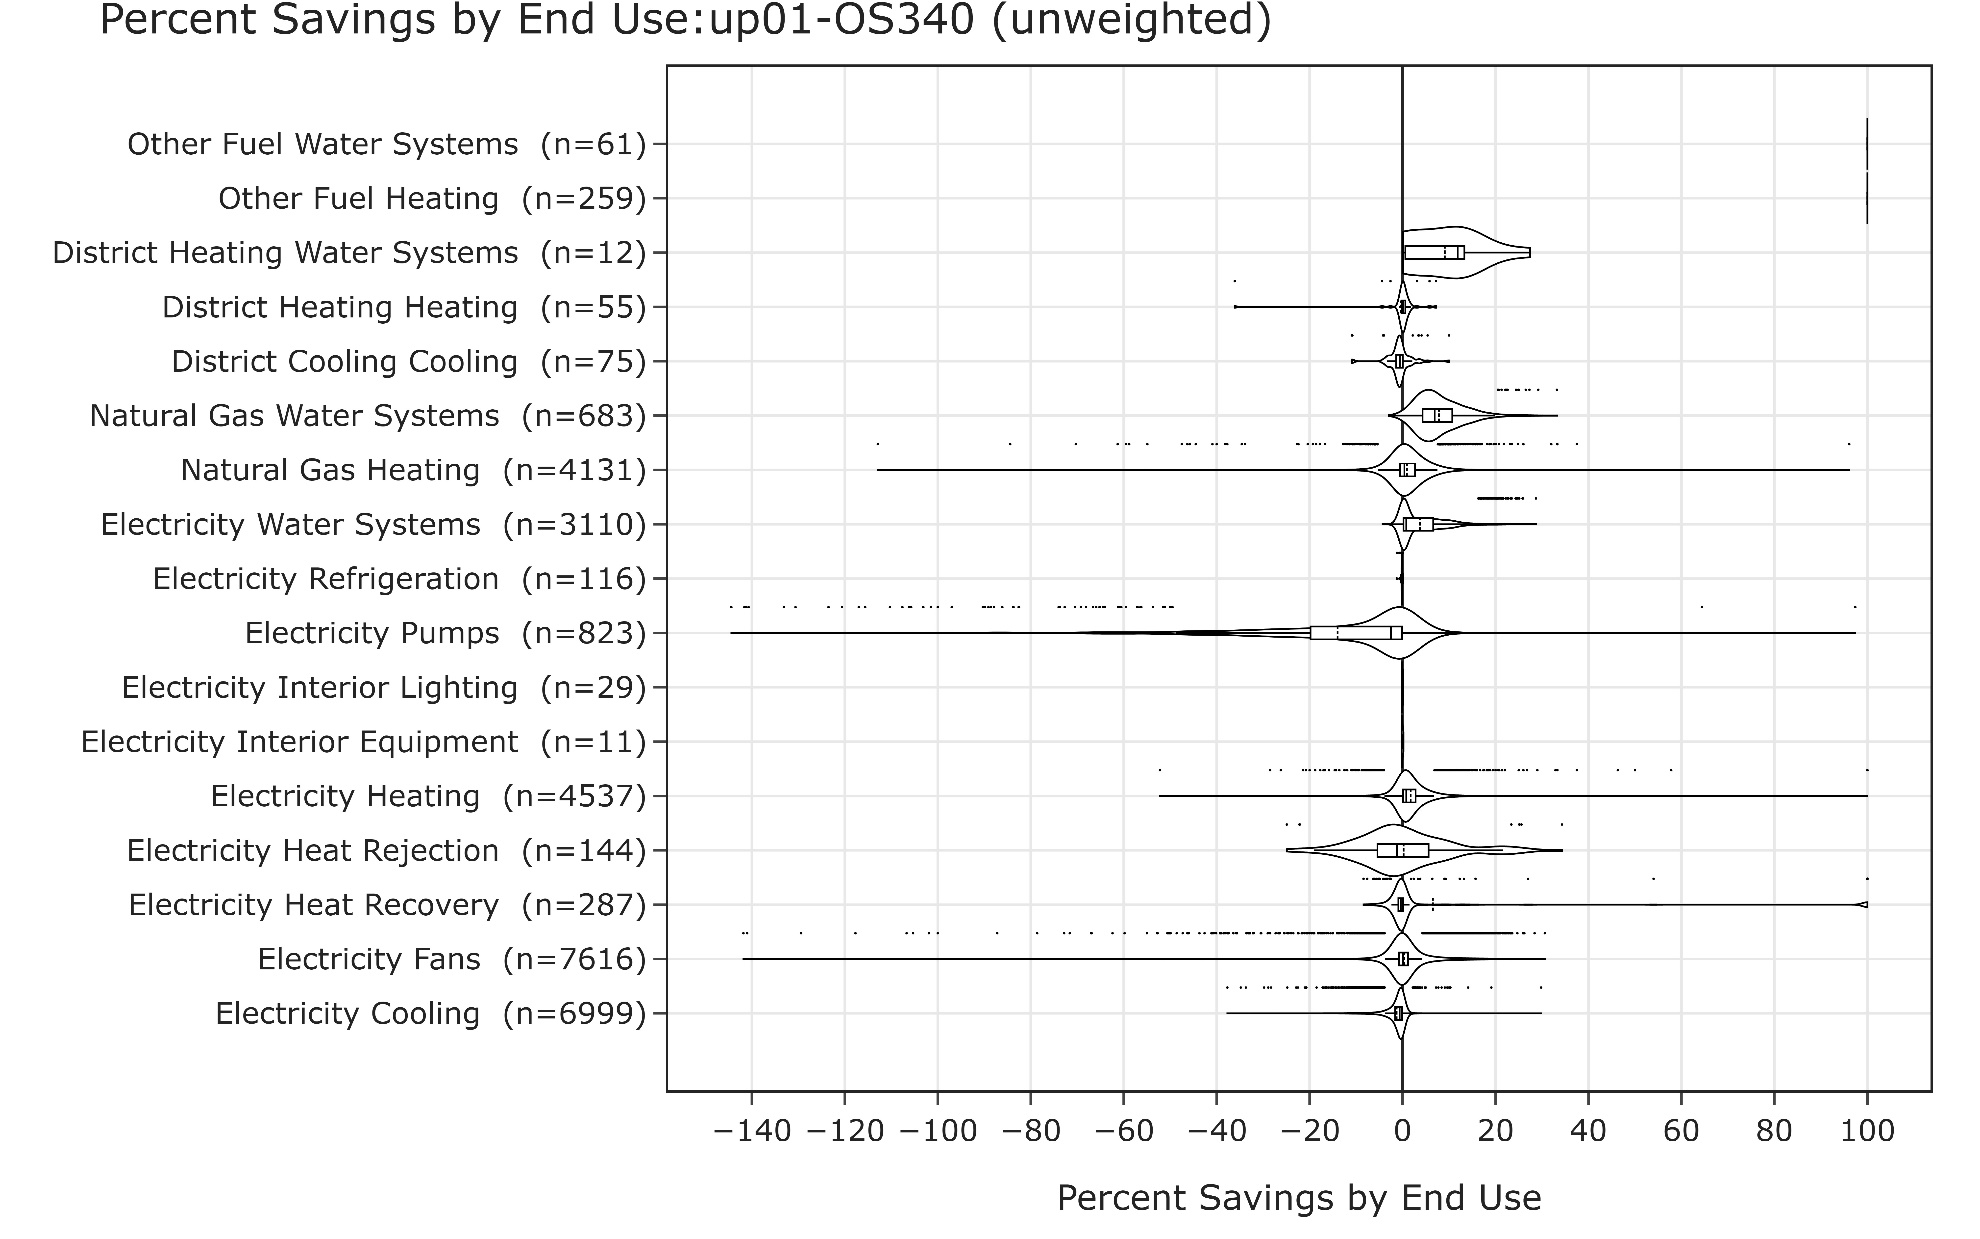 Percent Savings by End Use:up01-OS340 (unweighted)
Other Fuel Water Systems (n=61)
Other Fuel Heating (n=259)
District Heating Water Systems (n=12)
District Heating Heating (n=55)
District Cooling Cooling (n=75)
Natural Gas Water Systems (n=683)
Natural Gas Heating (n=4131)
Electricity Water Systems (n=3110)
Electricity Refrigeration (n=116)
Electricity Pumps (n=823)
Electricity Interior Lighting (n=29)
Electricity Interior Equipment (n=11)
Electricity Heating (n=4537)
Electricity Heat Rejection (n=144)
Electricity Heat Recovery (n=287)
Electricity Fans (n=7616)
Electricity Cooling (n=6999)
−140 −120 −100 −80 −60 −40 −20 0 20 40 60 80 100
Percent Savings by End Use